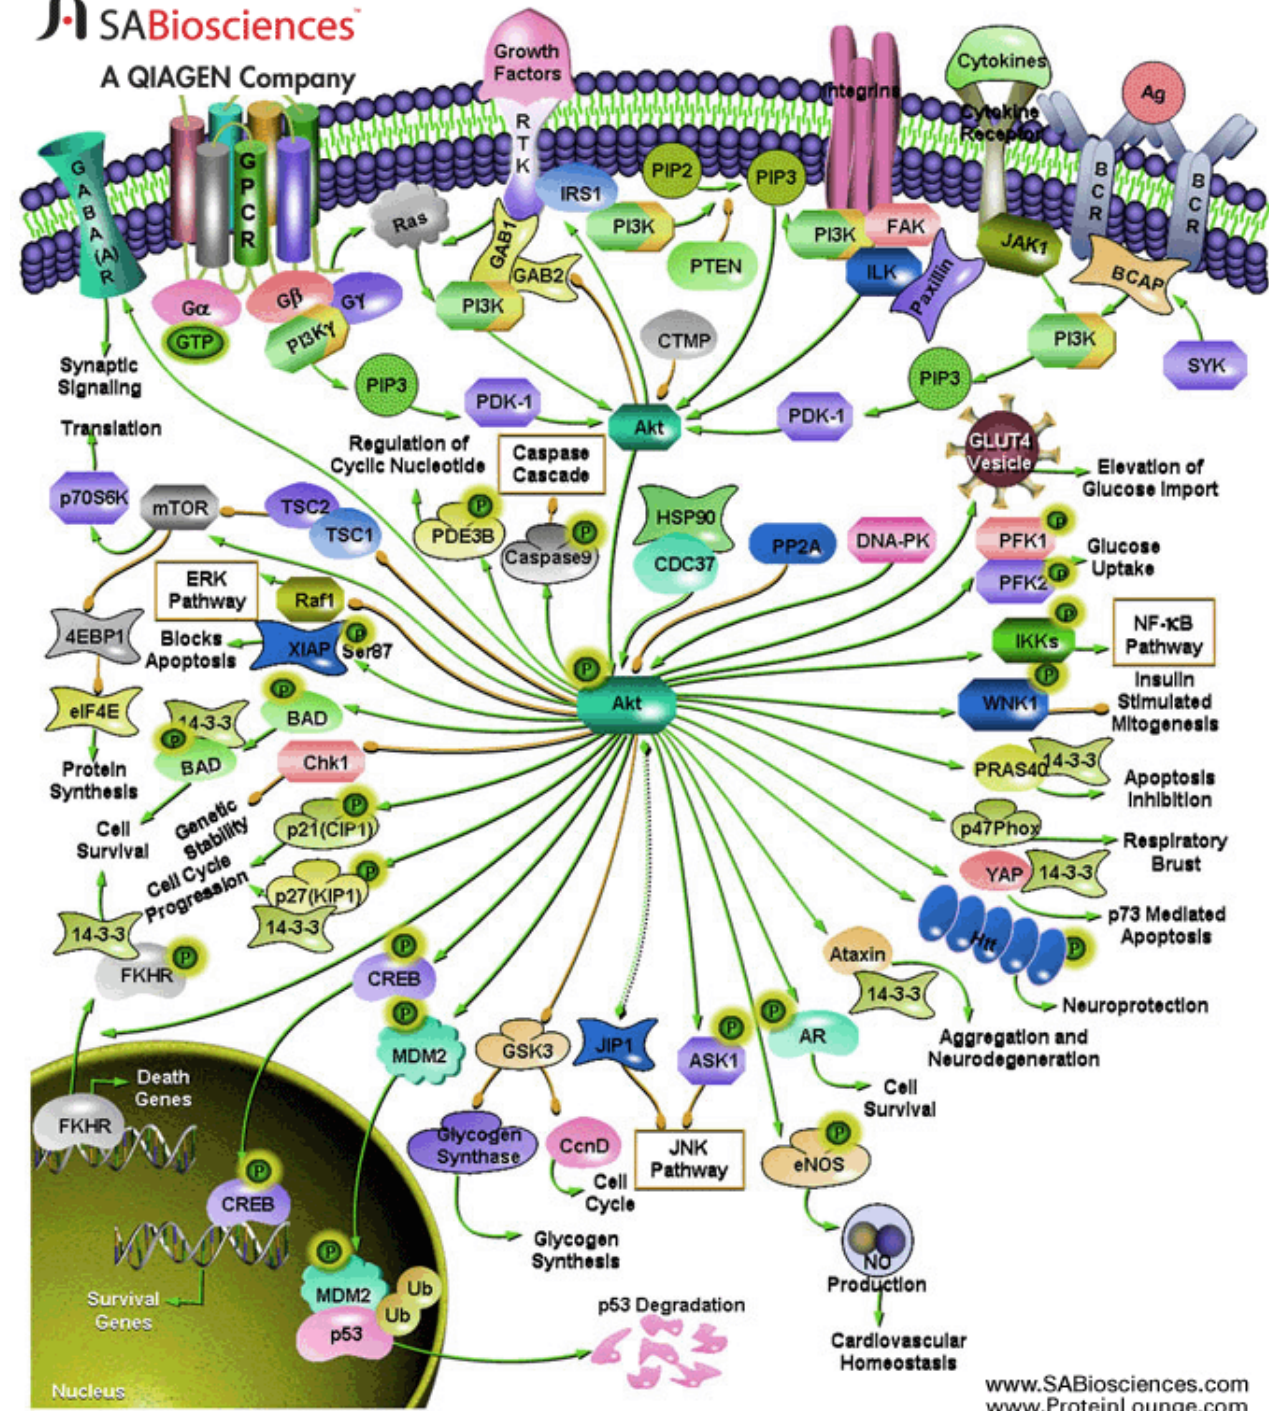 SABiosciences
A QIAGEN Company
Growth
Factors
RTK
Integrins
Cytokines
Cytokine
Receptor
Ag
BCR
BCR
GABA(A)R
GPCR
Ras
IRS1
PIP2
PIP3
PI3K
PTEN
GAB1
GAB2
PI3K
PI3K
FAK
ILK
Paxillin
JAK1
BCAP
PI3K
SYK
Gα
GTP
Gβ
Gγ
PI3Kγ
CTMP
Synaptic
Signaling
PIP3
PDK-1
Akt
PDK-1
PIP3
Translation
Regulation of
Cyclic Nucleotide
Caspase
Cascade
GLUT4
Vesicle
Elevation of
Glucose Import
p70S6K
mTOR
TSC2
TSC1
P
PDE3B
P
Caspase9
HSP90
CDC37
PP2A
DNA-PK
PFK1
P
PFK2
P
Glucose
Uptake
ERK
Pathway
Raf1
4EBP1
Blocks
Apoptosis
XIAP
P
Ser87
P
IKKs
NF-κB
Pathway
P
Akt
P
WNK1
Insulin
Stimulated
Mitogenesis
eIF4E
14-3-3
P
BAD
P
BAD
Chk1
Protein
Synthesis
PRAS40
14-3-3
Apoptosis
Inhibition
Cell
Survival
Genetic
Stability
P
p21(CIP1)
p47Phox
Respiratory
Brust
Cell Cycle
Progression
P
p27(KIP1)
14-3-3
YAP
14-3-3
p73 Mediated
Apoptosis
14-3-3
FKHR
P
P
CREB
Htt
P
Neuroprotection
Ataxin
14-3-3
Aggregation and
Neurodegeneration
P
MDM2
GSK3
JIP1
P
ASK1
P
AR
Cell
Survival
Death
Genes
FKHR
Glycogen
Synthase
CcnD
Cell
Cycle
JNK
Pathway
P
eNOS
P
CREB
Glycogen
Synthesis
NO
Production
Survival
Genes
P
MDM2
Ub
Ub
p53
p53 Degradation
Cardiovascular
Homeostasis
Nucleus
www.SABiosciences.com
www.ProteinLounge.com